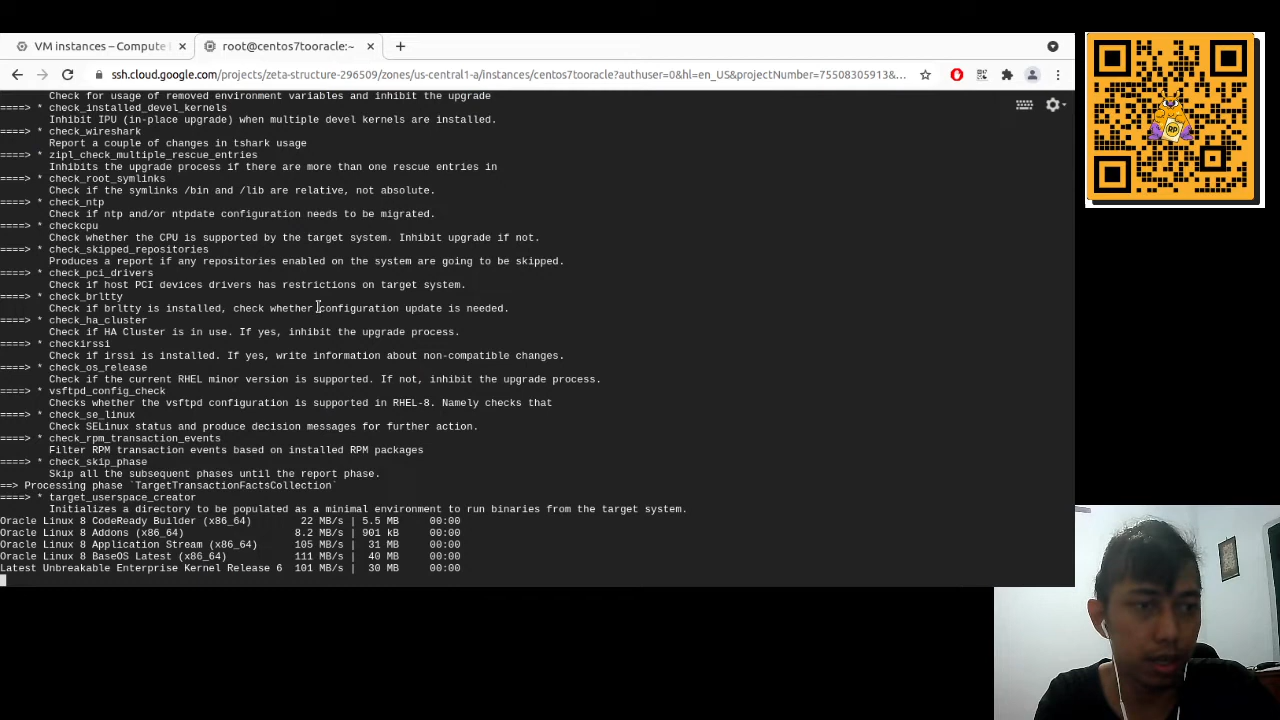 VM instances – Compute
root@centos7tooracle:~
ssh.cloud.google.com/projects/zeta-structure-296509/zones/us-central1-a/instances/centos7tooracle?authuser=0&hl=en_US&projectNumber=75508305913&...
Check for usage of removed environment variables and inhibit the upgrade
====> * check_installed_devel_kernels
Inhibit IPU (in-place upgrade) when multiple devel kernels are installed.
====> * check_wireshark
Report a couple of changes in tshark usage
====> * zipl_check_multiple_rescue_entries
Inhibits the upgrade process if there are more than one rescue entries in
====> * check_root_symlinks
Check if the symlinks /bin and /lib are relative, not absolute.
====> * check_ntp
Check if ntp and/or ntpdate configuration needs to be migrated.
====> * checkcpu
Check whether the CPU is supported by the target system. Inhibit upgrade if not.
====> * check_skipped_repositories
Produces a report if any repositories enabled on the system are going to be skipped.
====> * check_pci_drivers
Check if host PCI devices drivers has restrictions on target system.
====> * check_brltty
Check if brltty is installed, check whether configuration update is needed.
====> * check_ha_cluster
Check if HA Cluster is in use. If yes, inhibit the upgrade process.
====> * checkirssi
Check if irssi is installed. If yes, write information about non-compatible changes.
====> * check_os_release
Check if the current RHEL minor version is supported. If not, inhibit the upgrade process.
====> * vsftpd_config_check
Checks whether the vsftpd configuration is supported in RHEL-8. Namely checks that
====> * check_se_linux
Check SELinux status and produce decision messages for further action.
====> * check_rpm_transaction_events
Filter RPM transaction events based on installed RPM packages
====> * check_skip_phase
Skip all the subsequent phases until the report phase.
==> Processing phase `TargetTransactionFactsCollection`
====> * target_userspace_creator
Initializes a directory to be populated as a minimal environment to run binaries from the target system.
Oracle Linux 8 CodeReady Builder (x86_64) 22 MB/s | 5.5 MB 00:00
Oracle Linux 8 Addons (x86_64) 8.2 MB/s | 901 kB 00:00
Oracle Linux 8 Application Stream (x86_64) 105 MB/s | 31 MB 00:00
Oracle Linux 8 BaseOS Latest (x86_64) 111 MB/s | 40 MB 00:00
Latest Unbreakable Enterprise Kernel Release 6 101 MB/s | 30 MB 00:00
RP